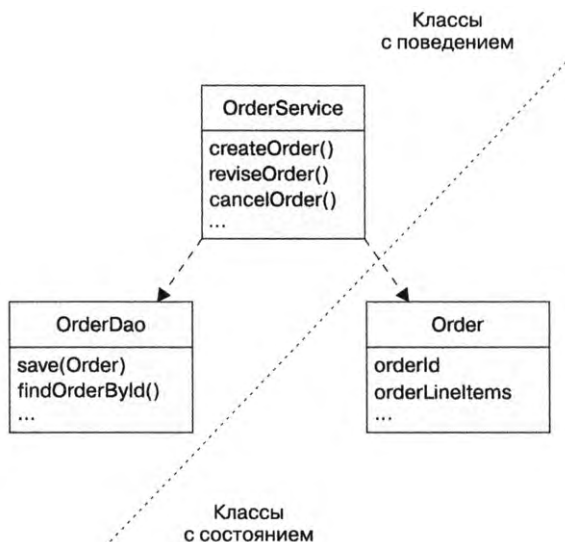 Классы
с поведением
OrderService
createOrder()
reviseOrder()
cancelOrder()
...
OrderDao
save(Order)
findOrderById()
...
Order
orderId
orderLineItems
...
Классы
с состоянием